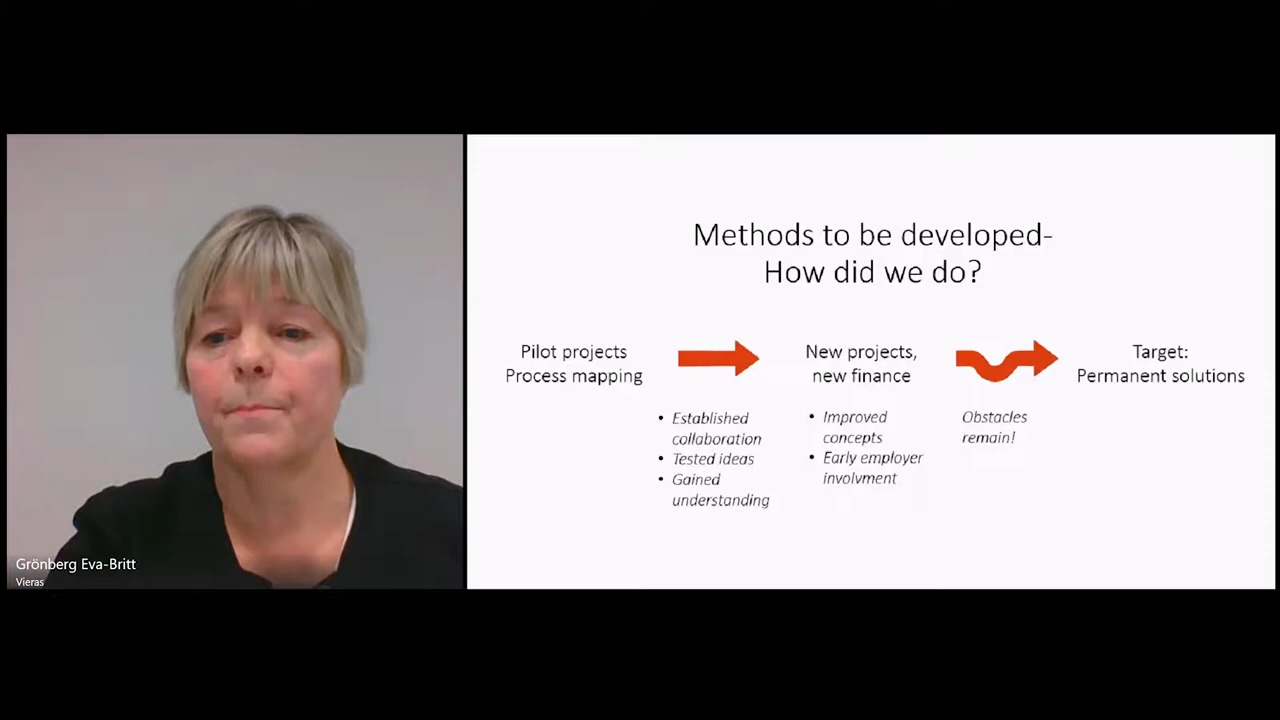 Methods to be developed-
How did we do?
Pilot projects
Process mapping
New projects,
new finance
Target:
Permanent solutions
• Established
collaboration
• Tested ideas
• Gained
understanding
• Improved
concepts
• Early employer
involvment
Obstacles
remain!
Grönberg Eva-Britt
Vieras